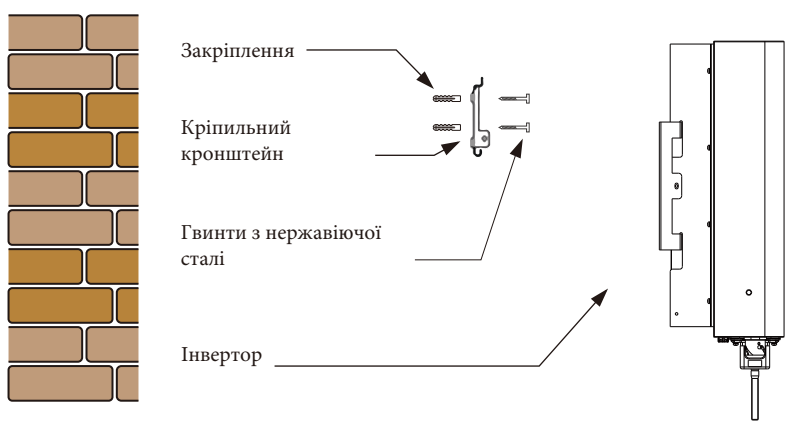 Закріплення
Кріпильний
кронштейн
Гвинти з нержавіючої
сталі
Інвертор